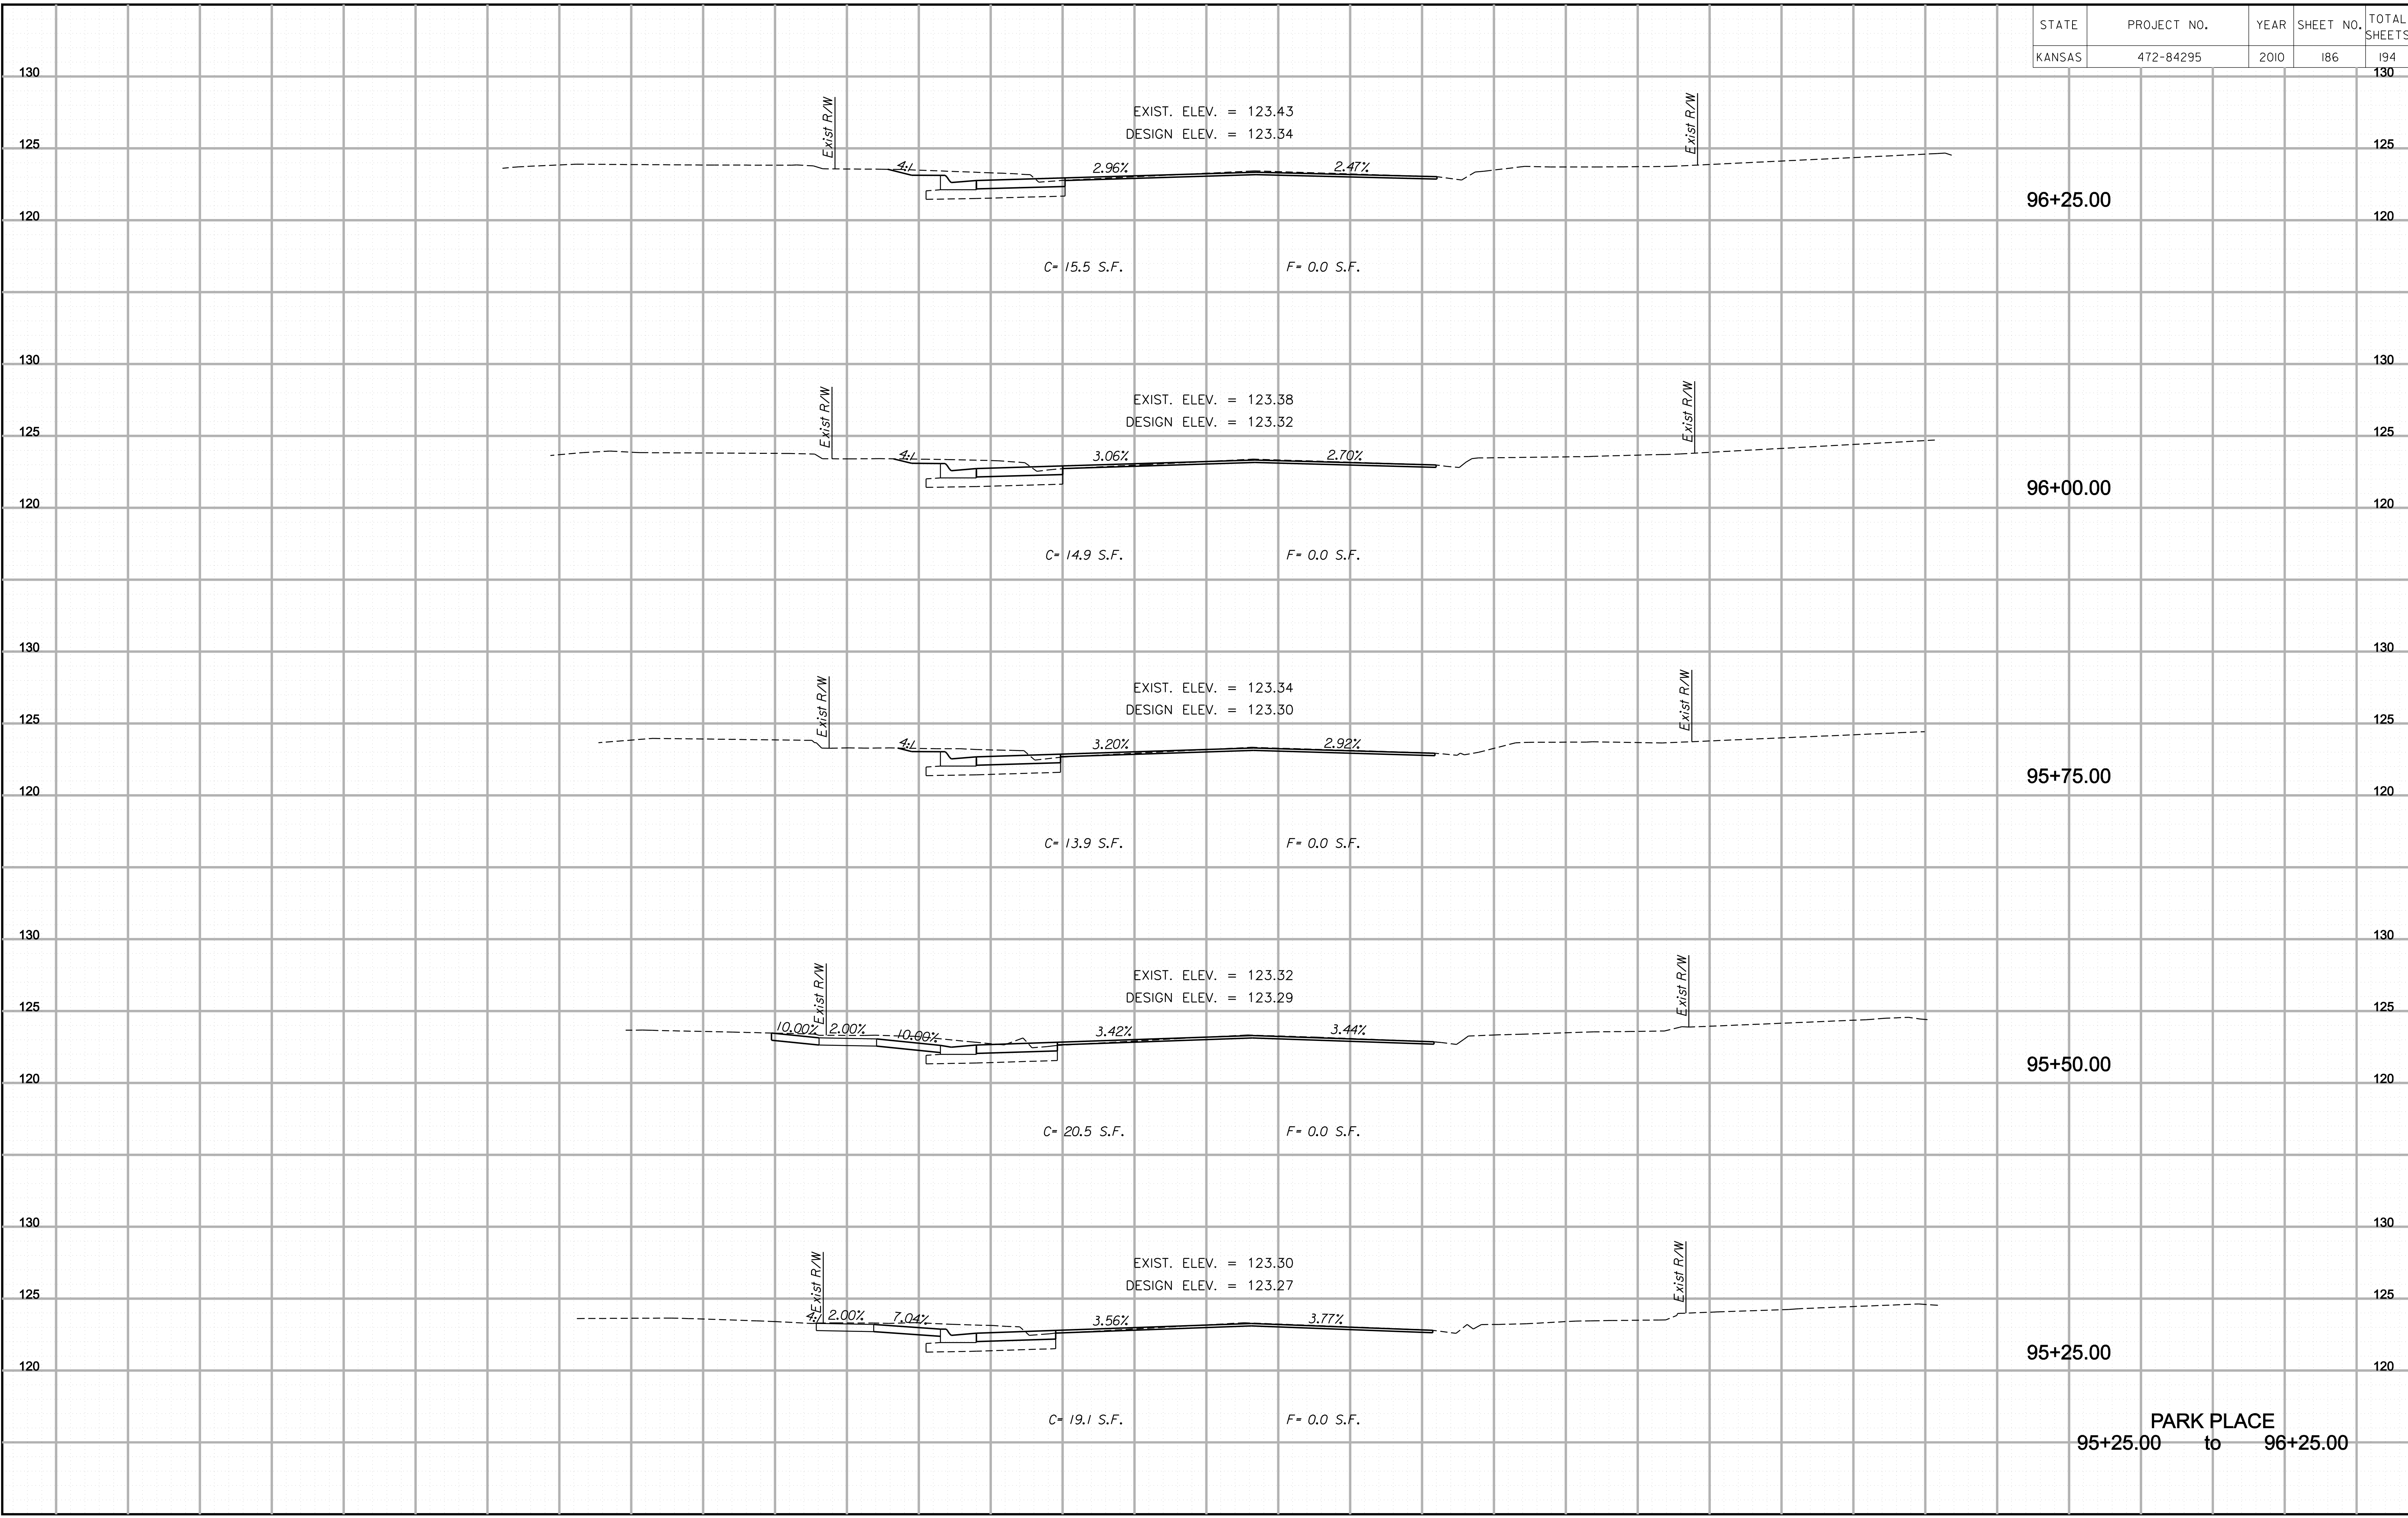 STATE PROJECT NO. YEAR SHEET NO. TOTAL SHEETS
KANSAS 472-84295 2010 186 194
130 130
Exist R/W EXIST. ELEV. = 123.43 Exist R/W
DESIGN ELEV. = 123.34
125 125
4:1 2.96% 2.47%
96+25.00
120 120
C= 15.5 S.F. F= 0.0 S.F.
130 130
Exist R/W EXIST. ELEV. = 123.38 Exist R/W
DESIGN ELEV. = 123.32
125 125
4:1 3.06% 2.70%
96+00.00
120 120
C= 14.9 S.F. F= 0.0 S.F.
130 130
Exist R/W EXIST. ELEV. = 123.34 Exist R/W
DESIGN ELEV. = 123.30
125 125
4:1 3.20% 2.92%
95+75.00
120 120
C= 13.9 S.F. F= 0.0 S.F.
130 130
Exist R/W EXIST. ELEV. = 123.32 Exist R/W
DESIGN ELEV. = 123.29
125 125
10.00% 2.00% 10.00% 3.42% 3.44%
95+50.00
120 120
C= 20.5 S.F. F= 0.0 S.F.
130 130
Exist R/W EXIST. ELEV. = 123.30 Exist R/W
DESIGN ELEV. = 123.27
125 125
4:1 2.00% 7.04% 3.56% 3.77%
95+25.00
120 120
C= 19.1 S.F. F= 0.0 S.F.
PARK PLACE
95+25.00 to 96+25.00